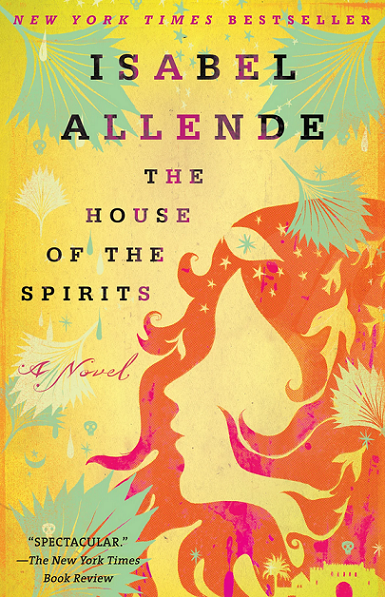 NEW YORK TIMES BESTSELLER
ISABEL
ALLENDE
THE
HOUSE
OF THE
SPIRITS
A Novel
“SPECTACULAR.”
—The New York Times
Book Review